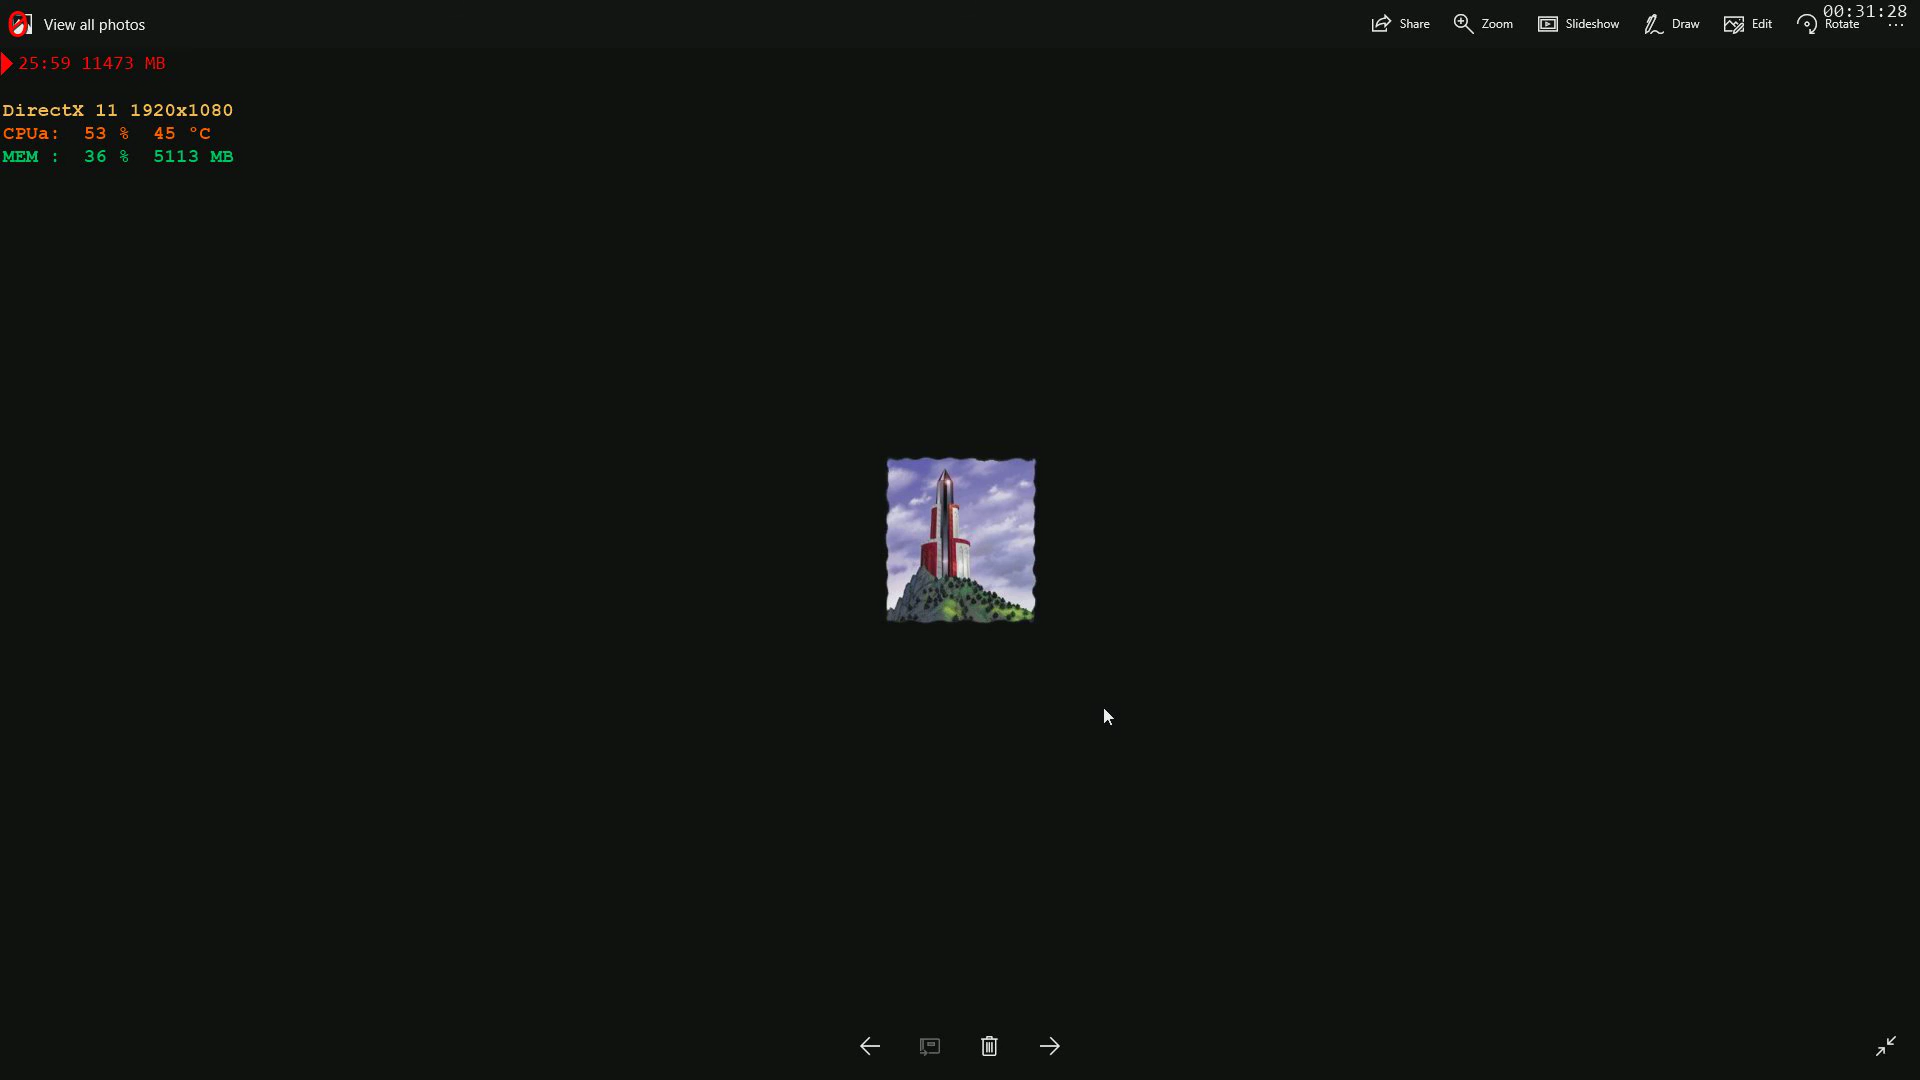 0 View all photos
Share Zoom Slideshow Draw Edit Rotate ...
00:31:28
25:59 11473 MB
DirectX 11 1920x1080
CPUa: 53 % 45 °C
MEM : 36 % 5113 MB